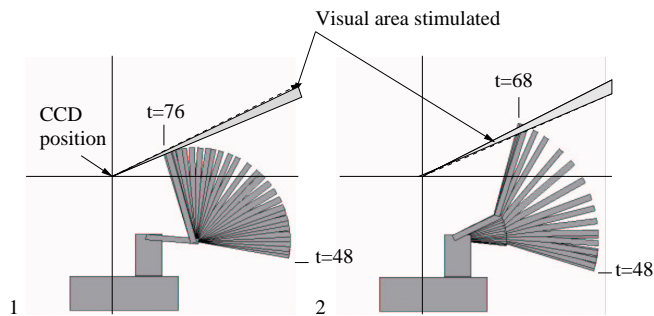 Visual area stimulated
CCD
position
t=76
t=48
1
t=68
t=48
2